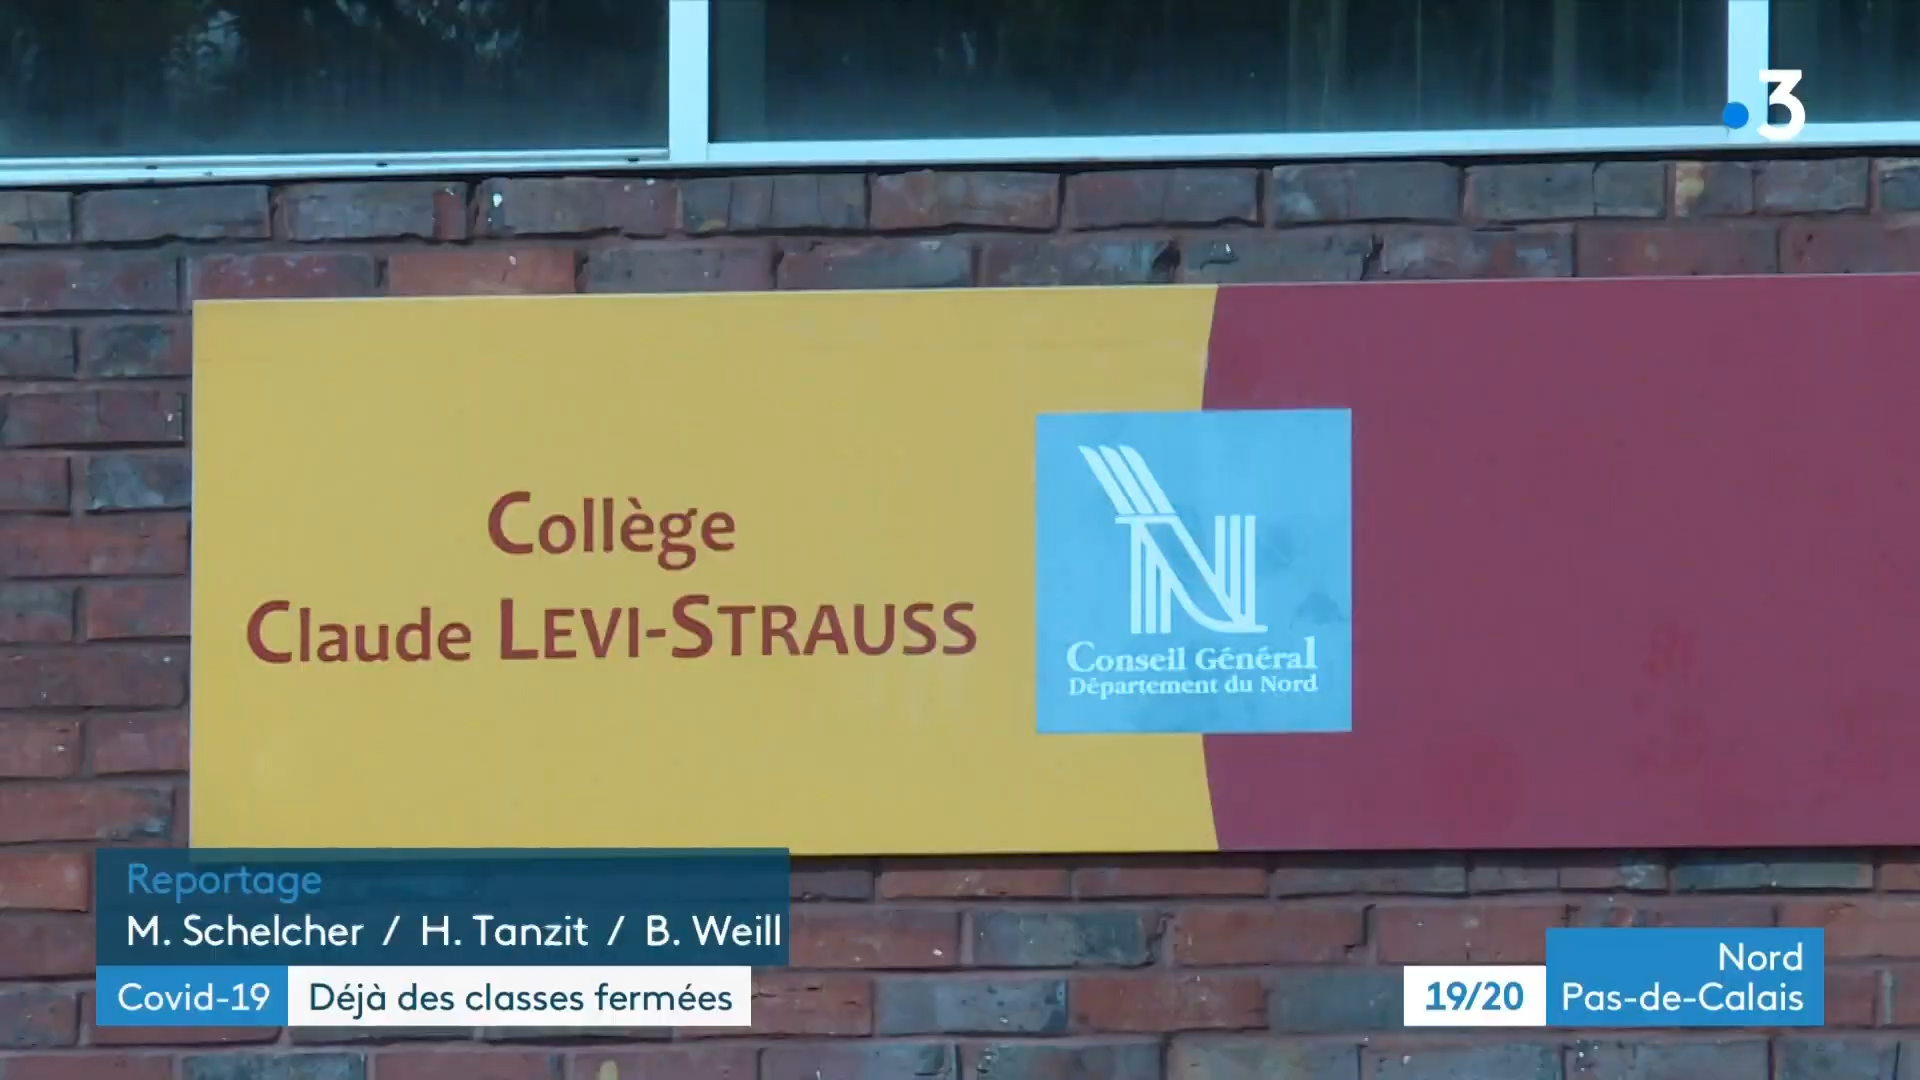 3
Collège
Claude LEVI-STRAUSS
N
Conseil Général
Département du Nord
Reportage
M. Schelcher / H. Tanzit / B. Weill
Covid-19 Déjà des classes fermées
19/20
Nord
Pas-de-Calais